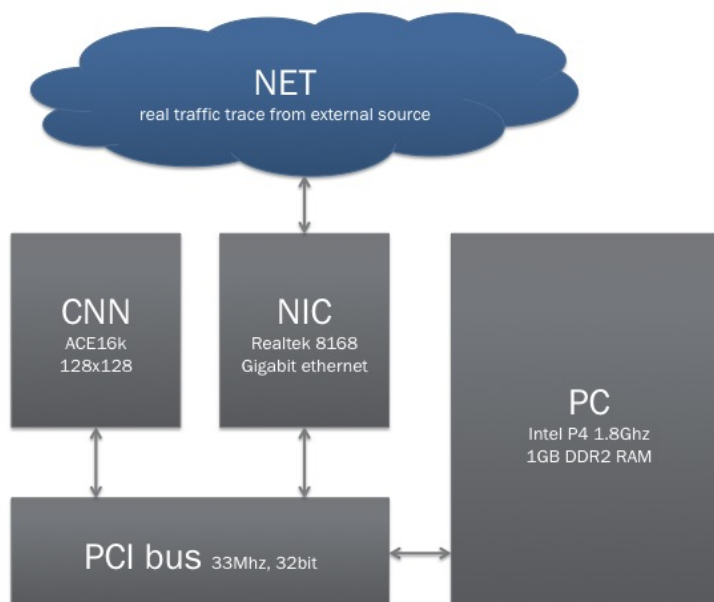 NET
real traffic trace from external source
CNN
ACE16k
128x128
NIC
Realtek 8168
Gigabit ethernet
PC
Intel P4 1.8Ghz
1GB DDR2 RAM
PCI bus 33Mhz, 32bit